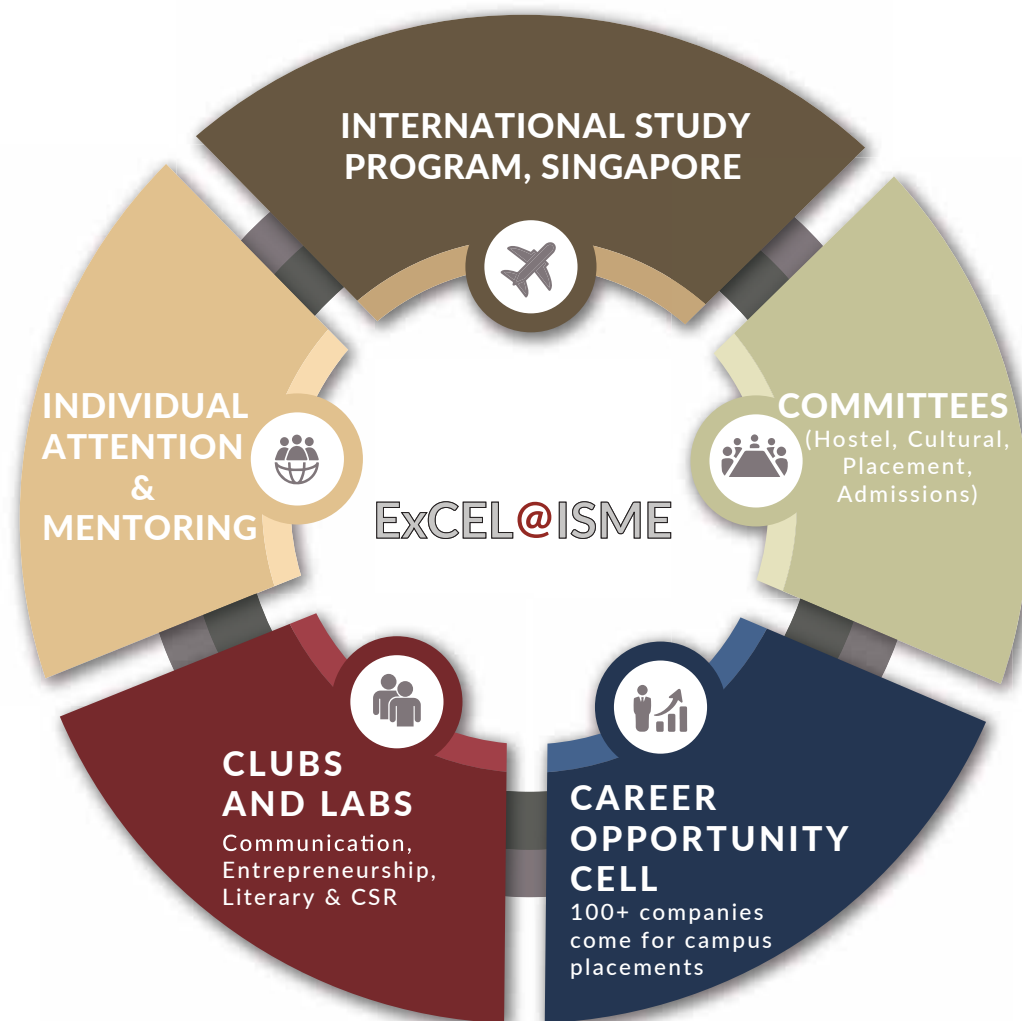 INTERNATIONAL STUDY
PROGRAM, SINGAPORE
COMMITTEES
(Hostel, Cultural,
Placement,
Admissions)
CAREER
OPPORTUNITY
CELL
100+ companies
come for campus
placements
CLUBS
AND LABS
Communication,
Entrepreneurship,
Literary & CSR
INDIVIDUAL
ATTENTION
&
MENTORING
ExCEL@ISME